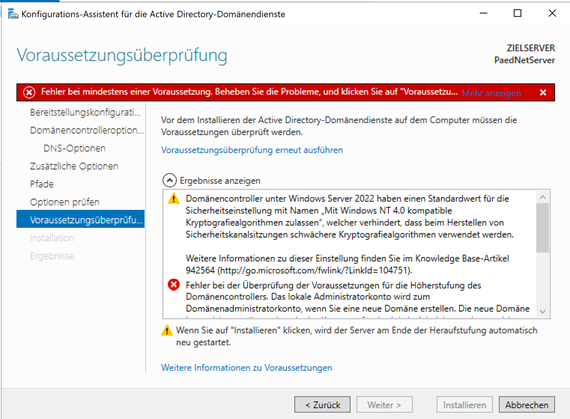 Konfigurations-Assistent für die Active Directory-Domänendienste
Voraussetzungsüberprüfung
ZIELSERVER
PaedNetServer
Fehler bei mindestens einer Voraussetzung. Beheben Sie die Probleme, und klicken Sie auf "Voraussetzu... Mehr anzeigen
Bereitstellungskonfigurati...
Domänencontrolleroption...
DNS-Optionen
Zusätzliche Optionen
Pfade
Optionen prüfen
Voraussetzungsüberprüfu...
Installation
Ergebnisse
Vor dem Installieren der Active Directory-Domänendienste auf dem Computer müssen die
Voraussetzungen überprüft werden.
Voraussetzungsüberprüfung erneut ausführen
Ergebnisse anzeigen
Domänencontroller unter Windows Server 2022 haben einen Standardwert für die
Sicherheitseinstellung mit Namen „Mit Windows NT 4.0 kompatible
Kryptografiealgorithmen zulassen", welcher verhindert, dass beim Herstellen von
Sicherheitskanalsitzungen schwächere Kryptografiealgorithmen verwendet werden.
Weitere Informationen zu dieser Einstellung finden Sie im Knowledge Base-Artikel
942564 (http://go.microsoft.com/fwlink/?LinkId=104751).
Fehler bei der Überprüfung der Voraussetzungen für die Höherstufung des
Domänencontrollers. Das lokale Administratorkonto wird zum
Domänenadministratorkonto, wenn Sie eine neue Domäne erstellen. Die neue Domäne
Wenn Sie auf "Installieren" klicken, wird der Server am Ende der Heraufstufung automatisch
neu gestartet.
Weitere Informationen zu Voraussetzungen
< Zurück
Weiter >
Installieren
Abbrechen